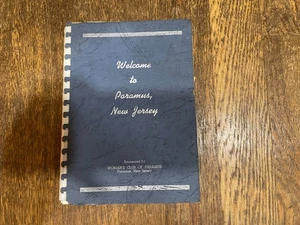 Welcome
to
Paramus,
New Jersey
Sponsored by
WOMAN'S CLUB OF PARAMUS
Paramus, New Jersey